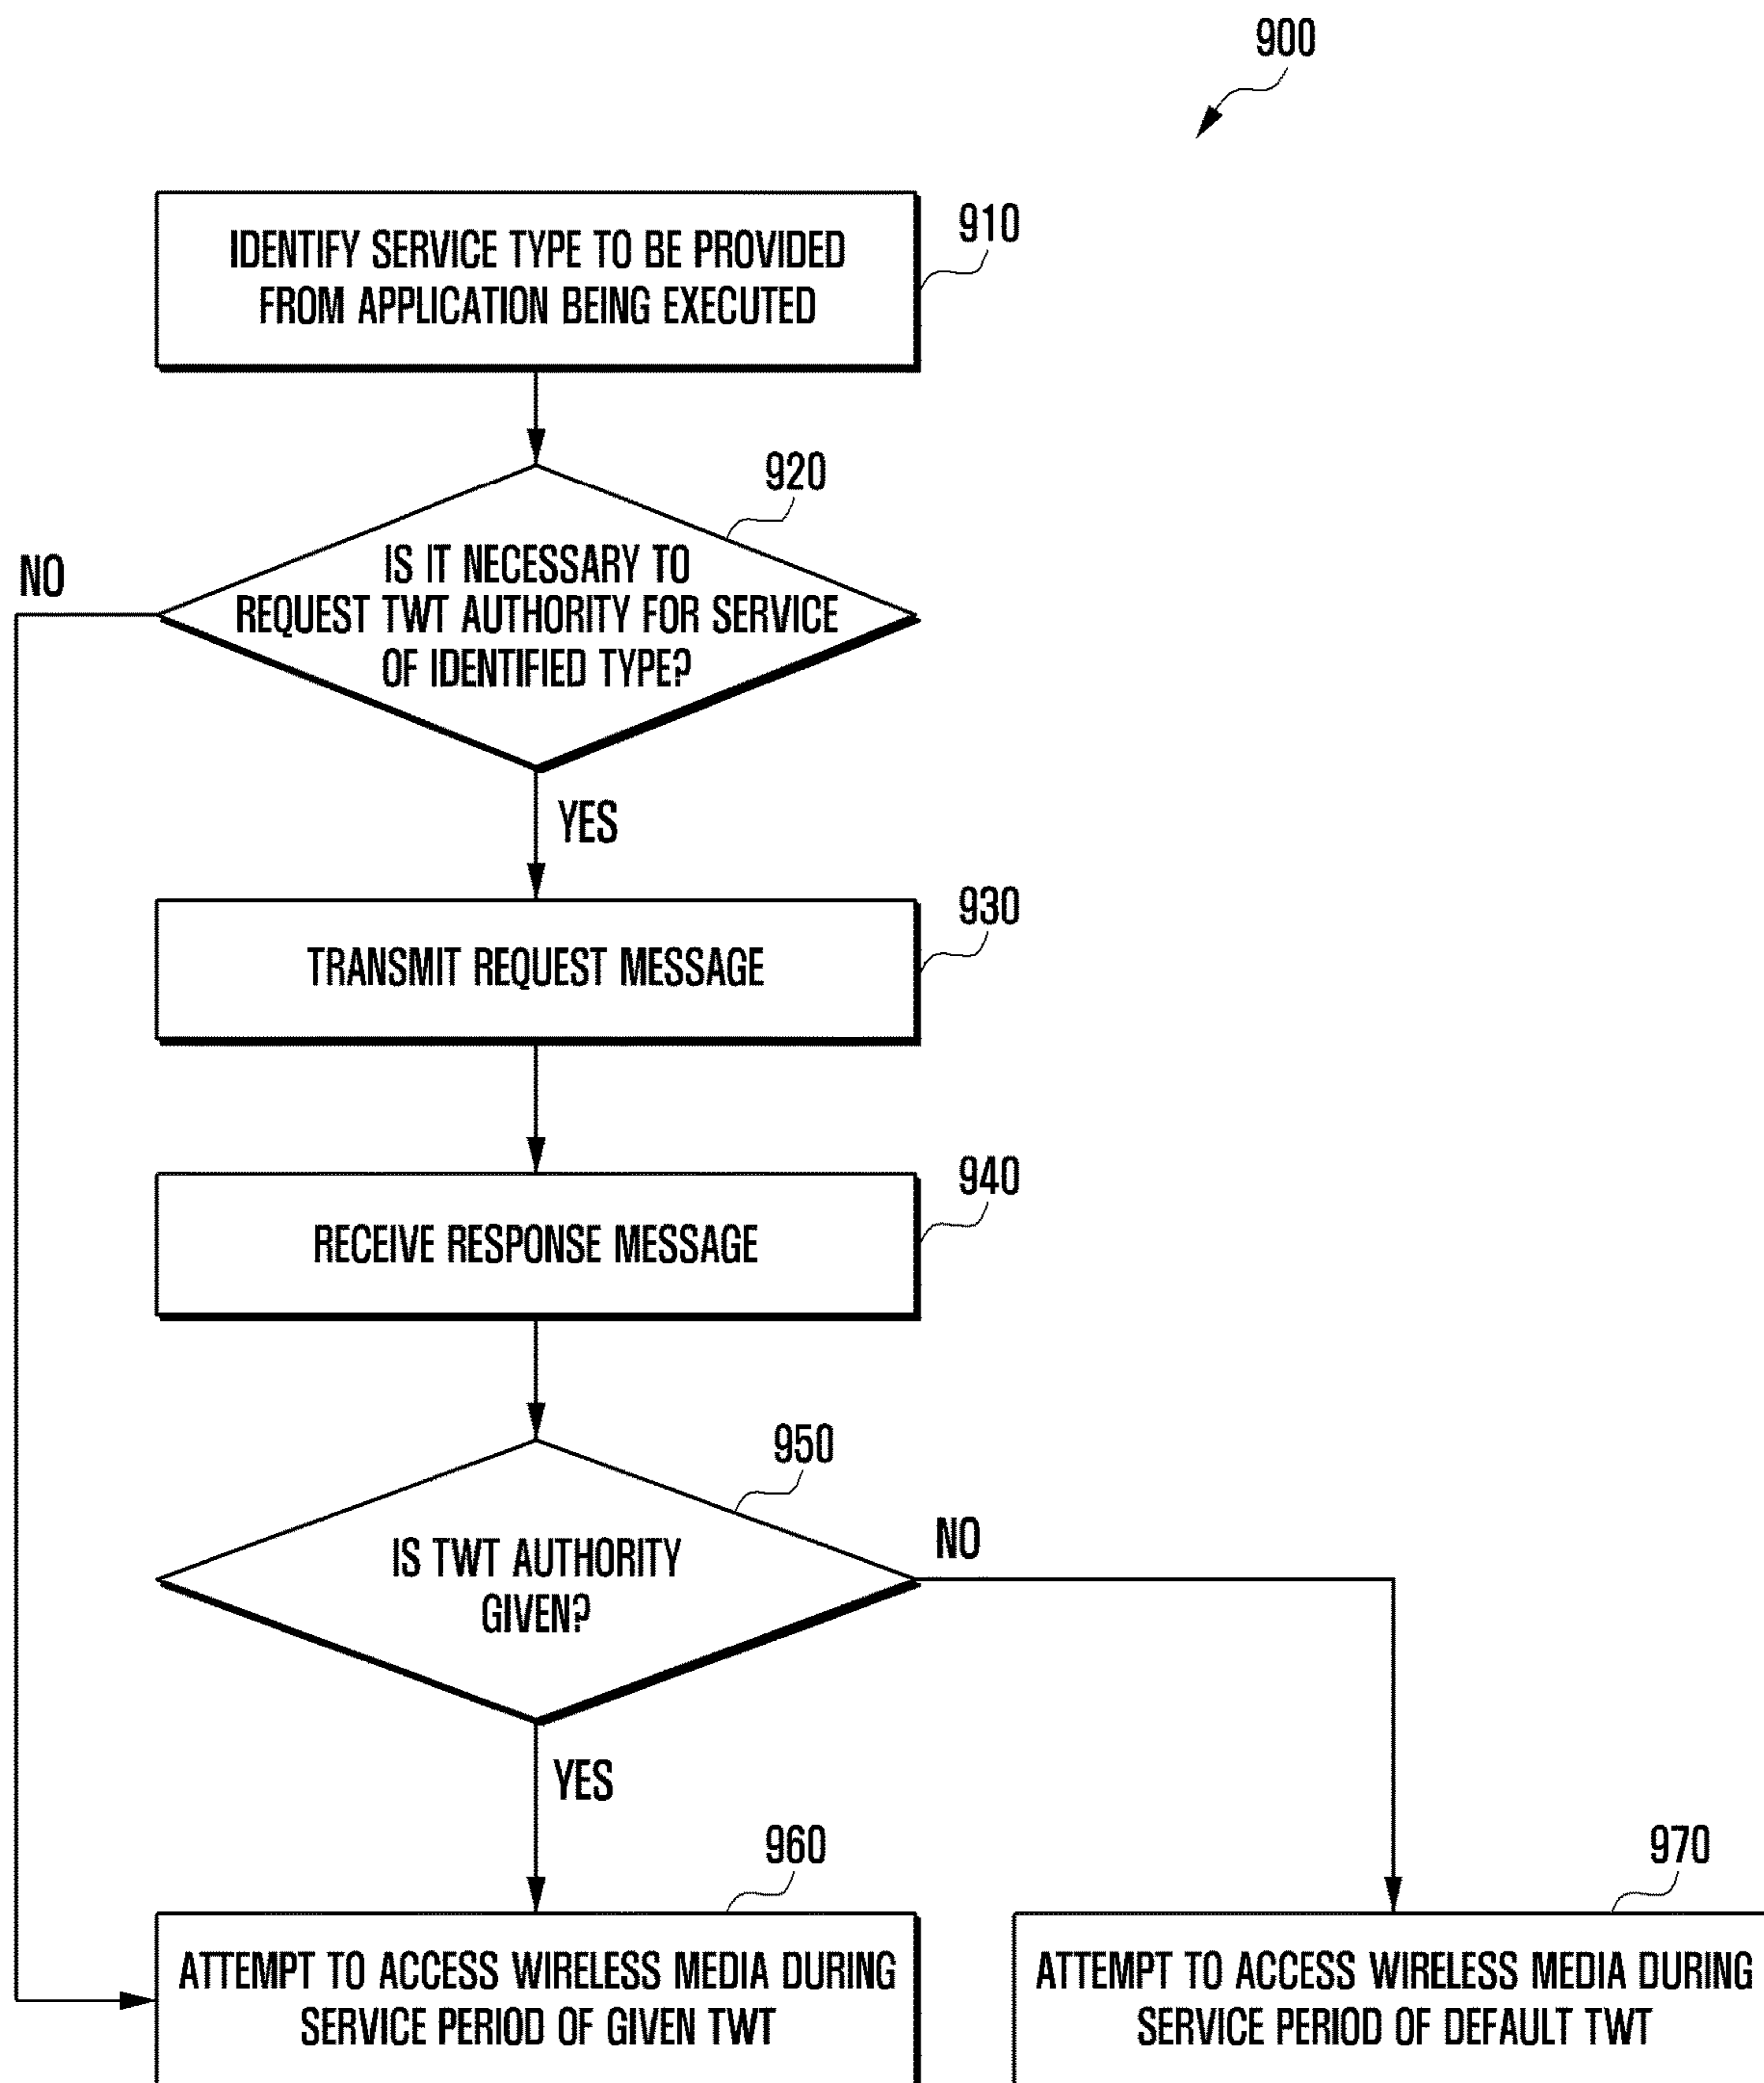 900
IDENTIFY SERVICE TYPE TO BE PROVIDED
FROM APPLICATION BEING EXECUTED
910
920
IS IT NECESSARY TO
REQUEST TWT AUTHORITY FOR SERVICE
OF IDENTIFIED TYPE?
NO
YES
930
TRANSMIT REQUEST MESSAGE
940
RECEIVE RESPONSE MESSAGE
950
IS TWT AUTHORITY
GIVEN?
NO
YES
960
ATTEMPT TO ACCESS WIRELESS MEDIA DURING
SERVICE PERIOD OF GIVEN TWT
970
ATTEMPT TO ACCESS WIRELESS MEDIA DURING
SERVICE PERIOD OF DEFAULT TWT